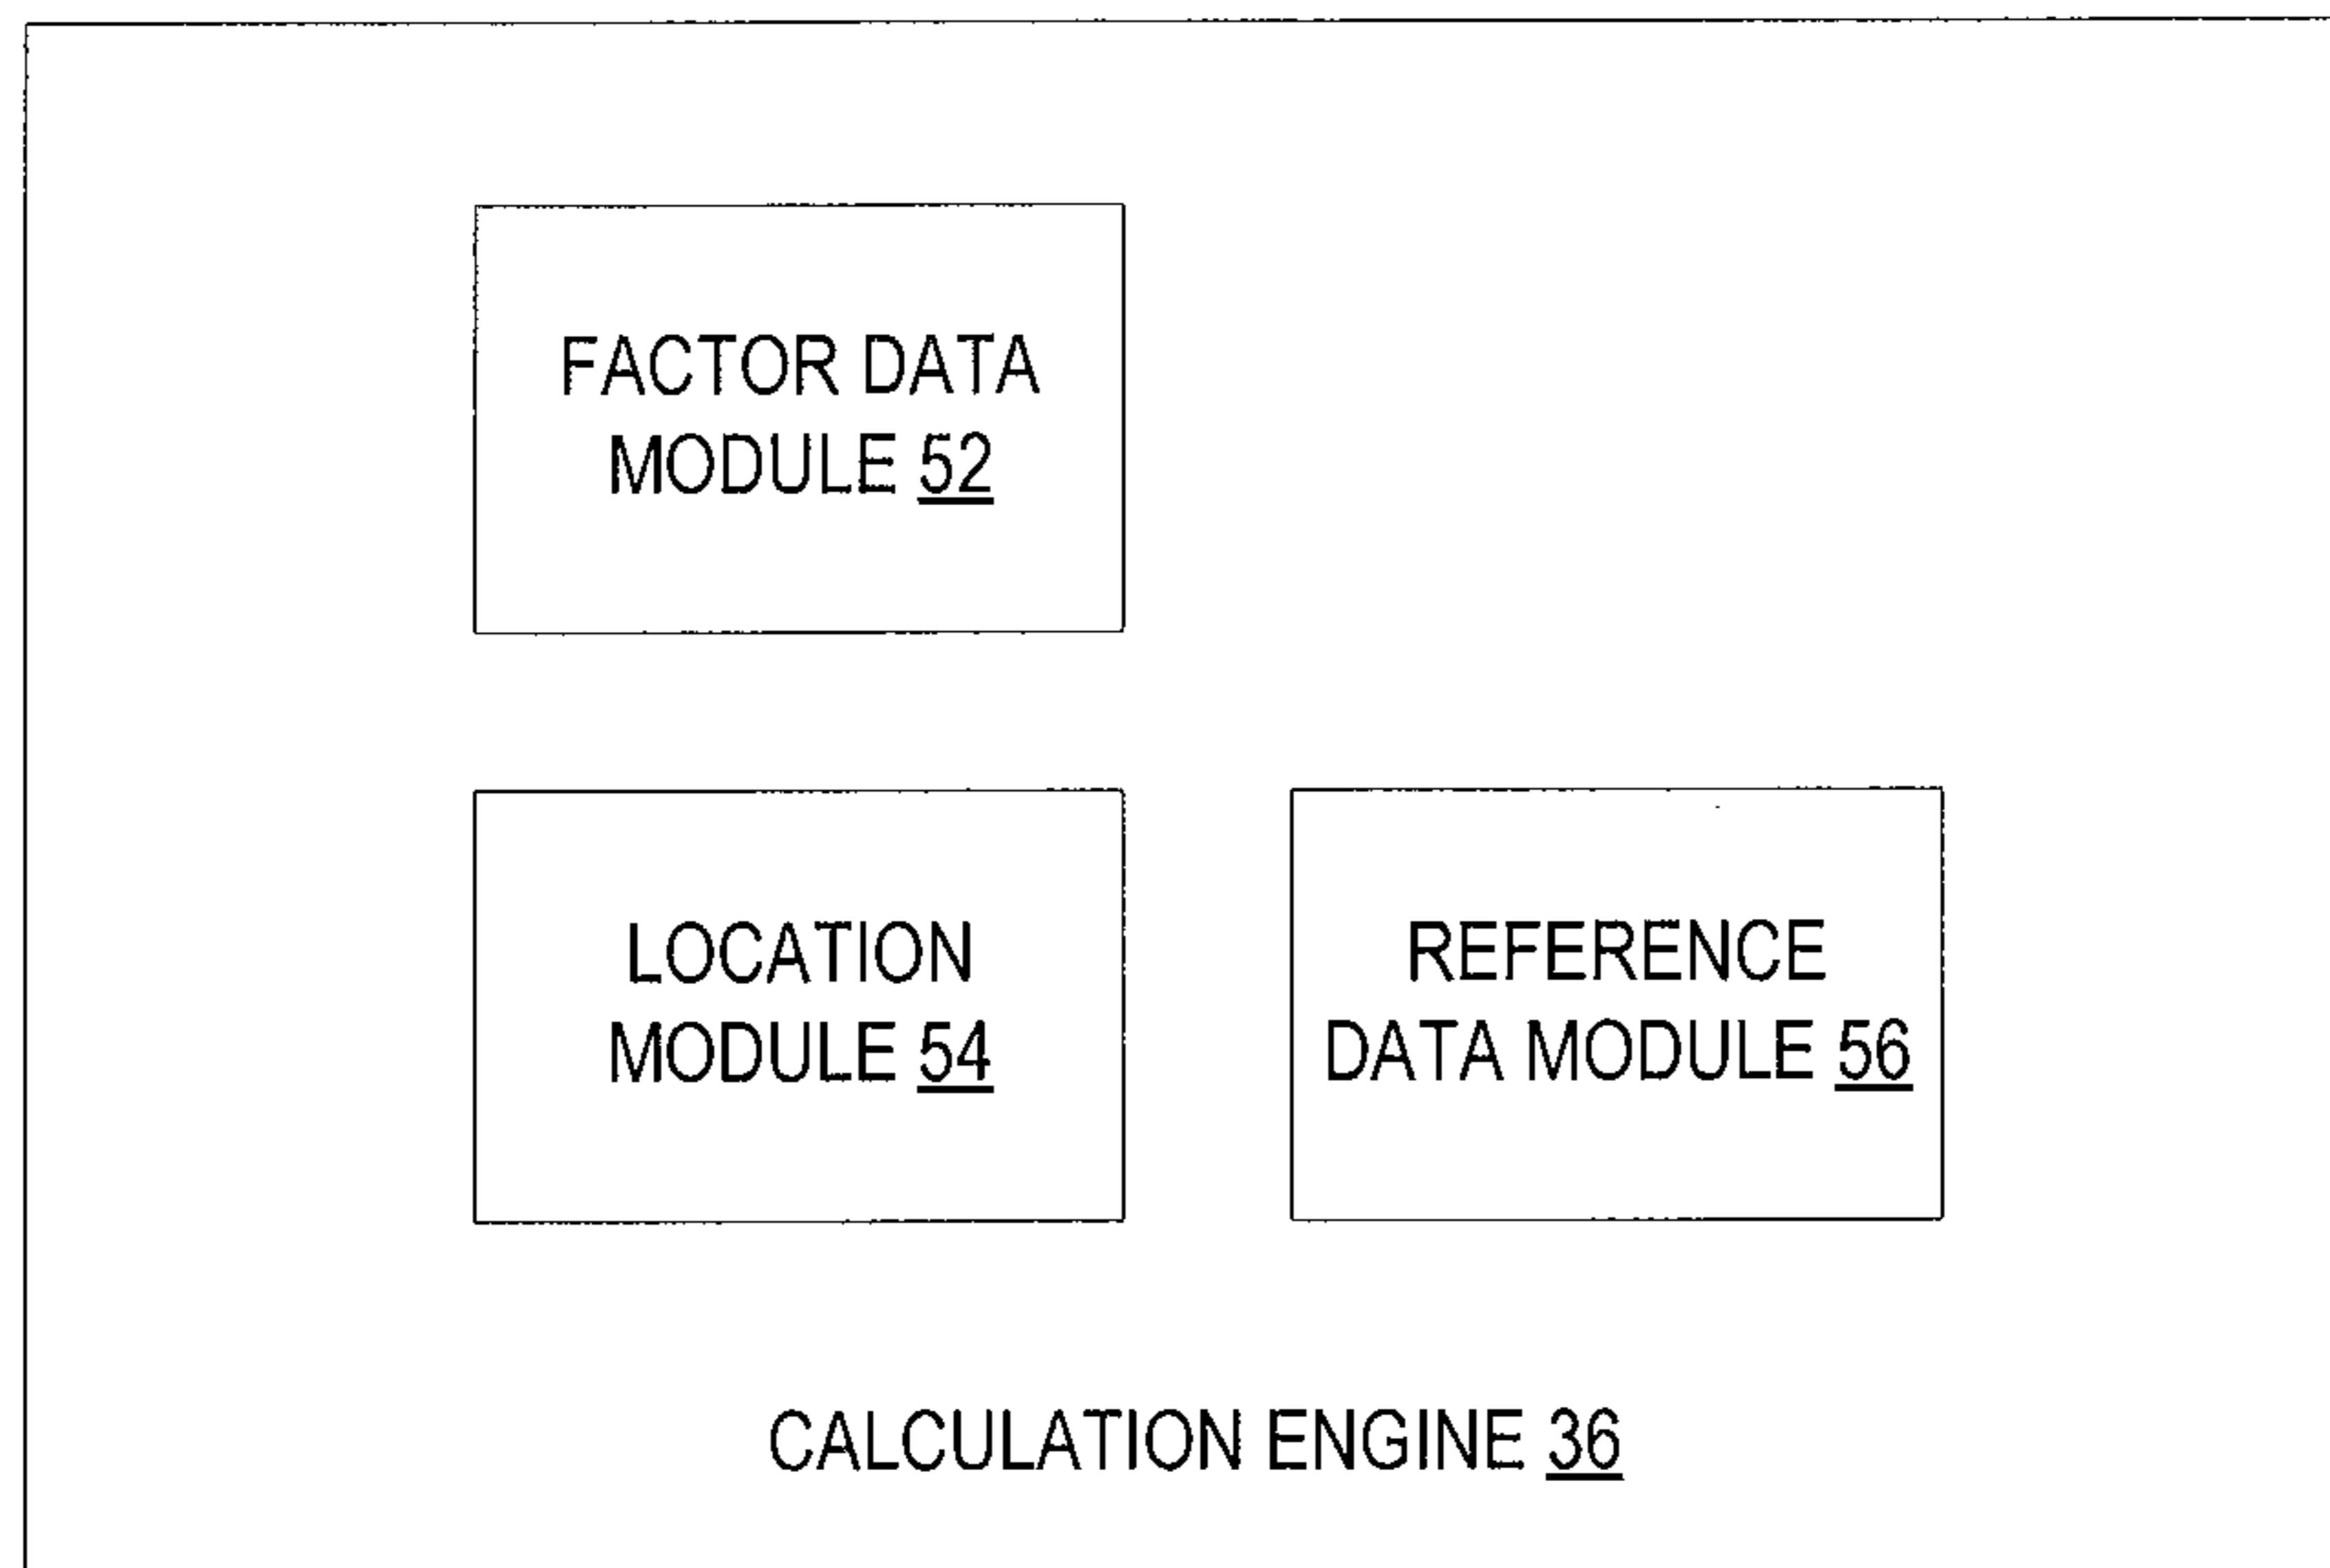 FACTOR DATA
MODULE 52
LOCATION
MODULE 54
REFERENCE
DATA MODULE 56
CALCULATION ENGINE 36